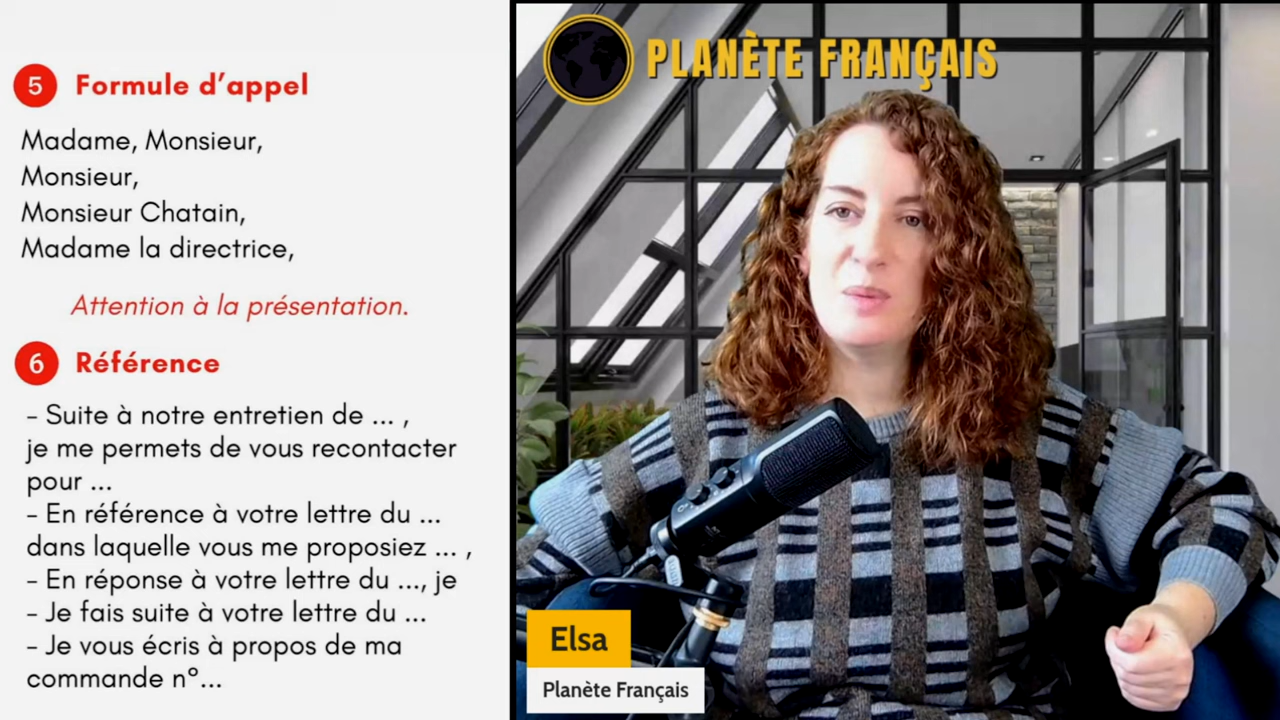 5 Formule d'appel
Madame, Monsieur,
Monsieur,
Monsieur Chatain,
Madame la directrice,
Attention à la présentation.
6 Référence
- Suite à notre entretien de ... ,
je me permets de vous recontacter
pour ...
- En référence à votre lettre du ...
dans laquelle vous me proposiez ... ,
- En réponse à votre lettre du ..., je
- Je fais suite à votre lettre du ...
- Je vous écris à propos de ma
commande n°...
PLANÈTE FRANÇAIS
Elsa
Planète Français